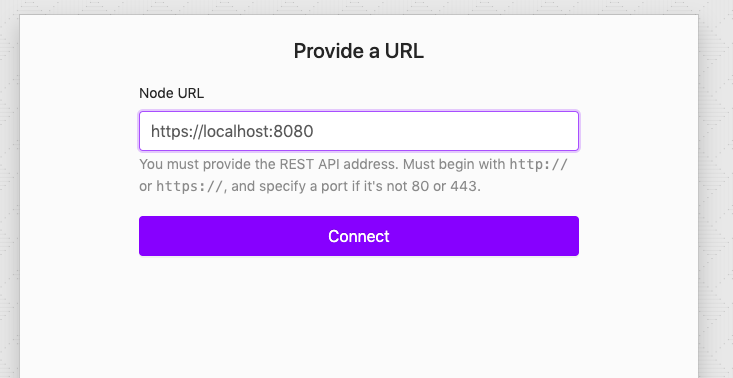 Provide a URL
Node URL
https://localhost:8080
You must provide the REST API address. Must begin with http://
or https://, and specify a port if it's not 80 or 443.
Connect